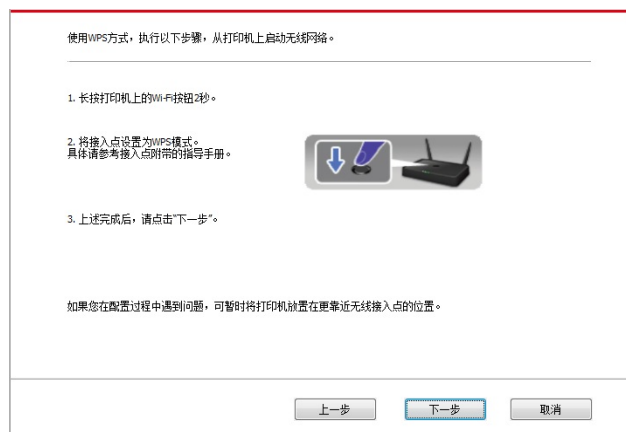 使用WPS方式，执行以下步骤，从打印机上启动无线网络。
1. 长按打印机上的Wi-Fi按钮2秒。
2. 将接入点设置为WPS模式。
具体请参考接入点附带的指导手册。
3. 上述完成后，请点击"下一步"。
如果您在配置过程中遇到问题，可暂时将打印机放置在更靠近无线接入点的位置。
上一步 下一步 取消